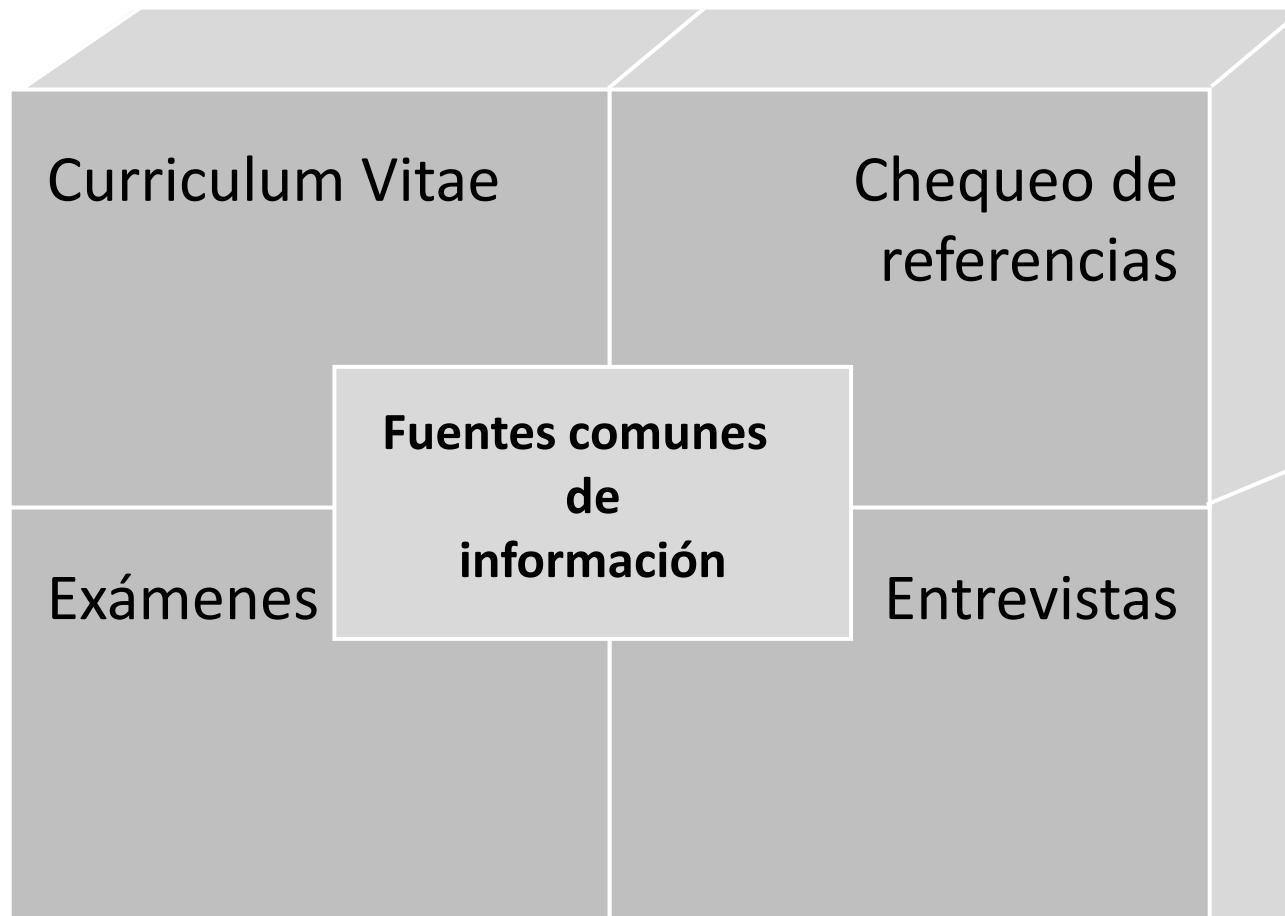 Curriculum Vitae
Chequeo de
referencias
Fuentes comunes
de
información
Exámenes
Entrevistas